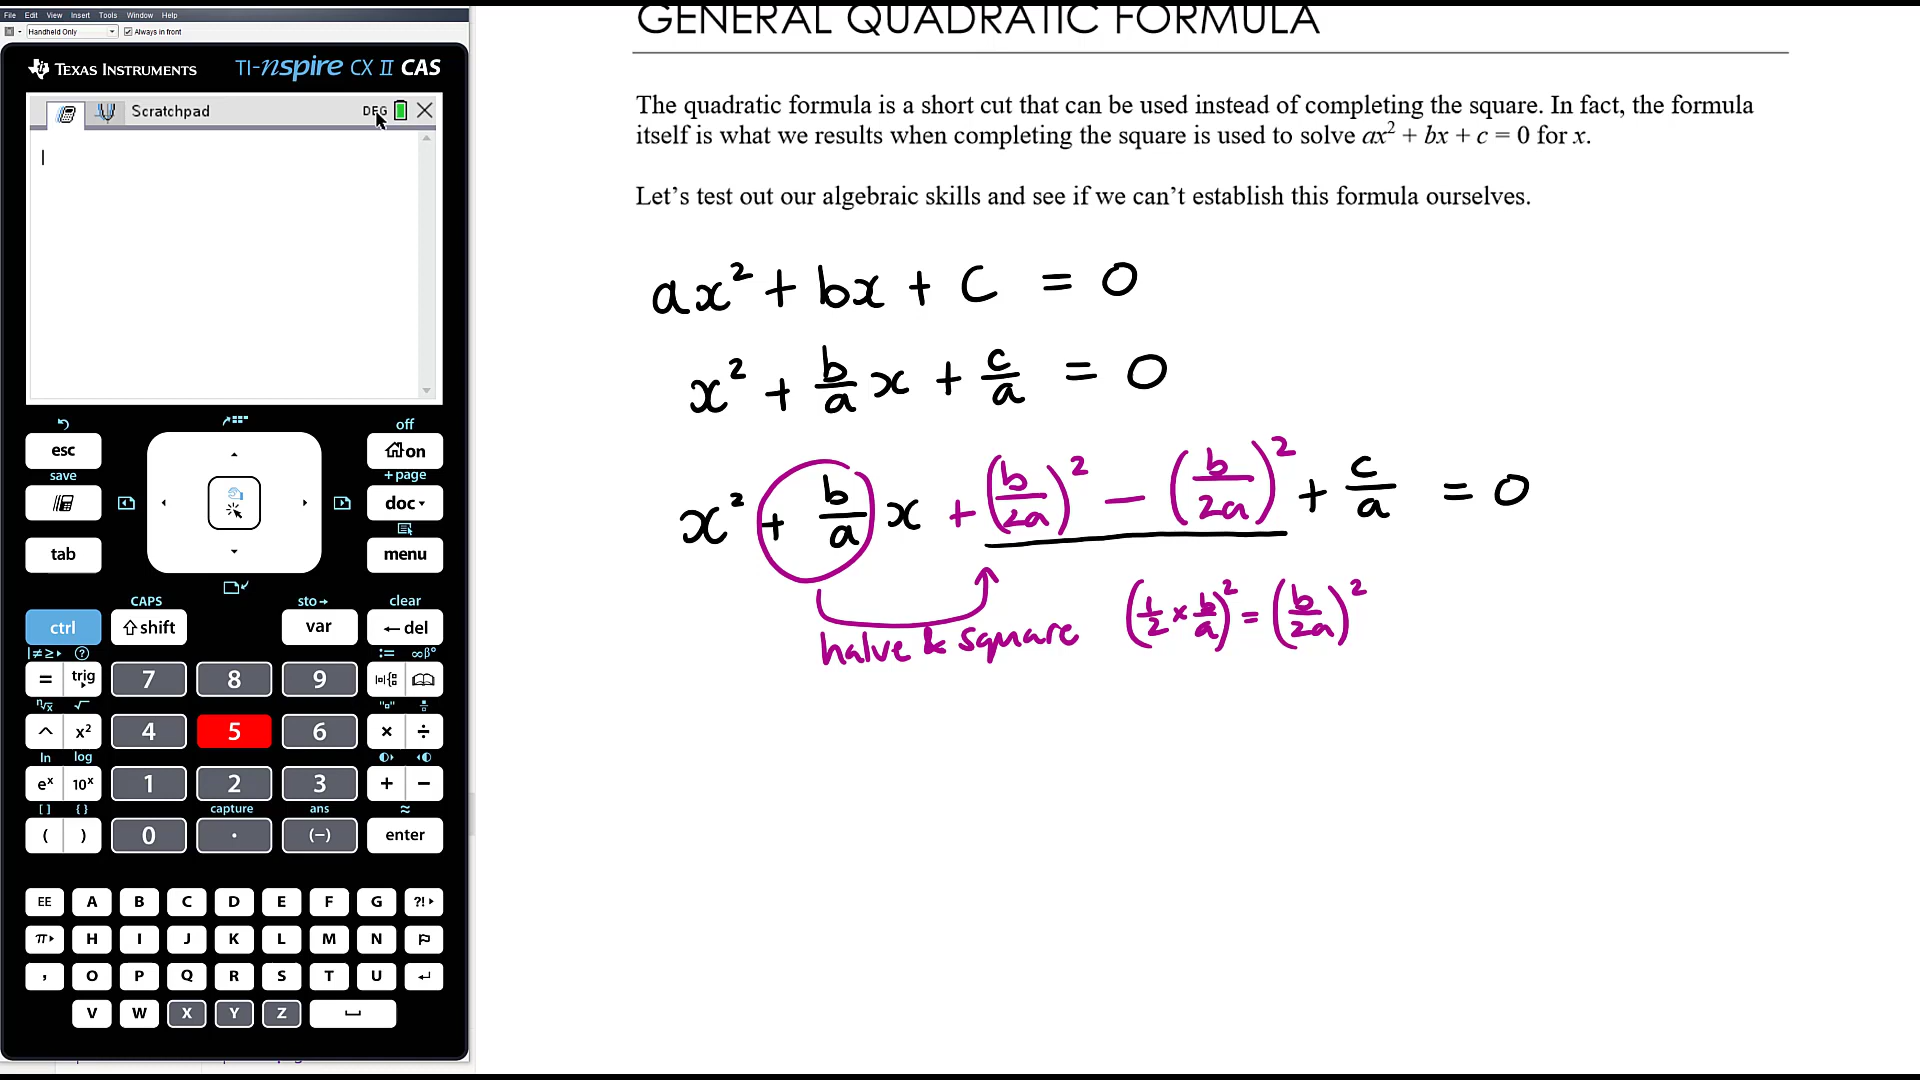 File Edit View Insert Tools Window Help
Handheld Only Always in front
TEXAS INSTRUMENTS TI-nspire CX II CAS
Scratchpad DEG
off
esc on
save +page
doc
tab menu
CAPS sto→ clear
ctrl ⇧shift var ←del
|≠≥▸ ? := ∞β°
= trig 7 8 9
ⁿ√x √ "▫"
^ x² 4 5 6 × ÷
ln log
eˣ 10ˣ 1 2 3 + −
[ ] { } capture ans ≈
( ) 0 . (−) enter
EE A B C D E F G ?!▸
π▸ H I J K L M N
, O P Q R S T U ↵
V W X Y Z
GENERAL QUADRATIC FORMULA
The quadratic formula is a short cut that can be used instead of completing the square. In fact, the formula
itself is what we results when completing the square is used to solve ax² + bx + c = 0 for x.
Let's test out our algebraic skills and see if we can't establish this formula ourselves.
ax² + bx + c = 0
x² + b/a x + c/a = 0
x² + b/a x + (b/2a)² − (b/2a)² + c/a = 0
(1/2 × b/a)² = (b/2a)²
halve & square